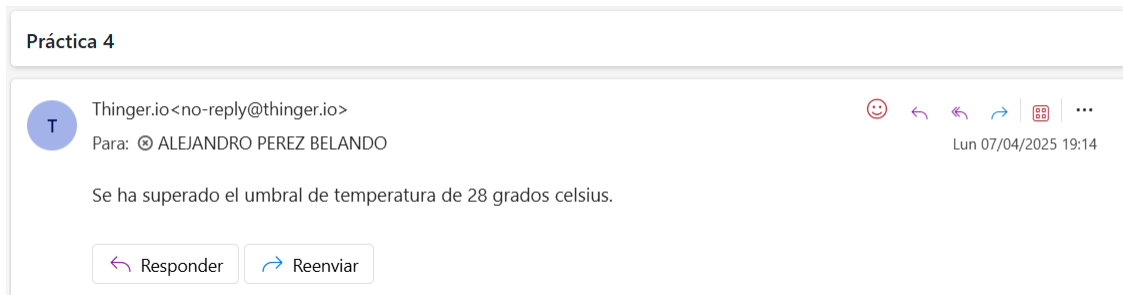 Práctica 4
T
Thinger.io<no-reply@thinger.io>
Para: ALEJANDRO PEREZ BELANDO
Lun 07/04/2025 19:14
Se ha superado el umbral de temperatura de 28 grados celsius.
Responder
Reenviar